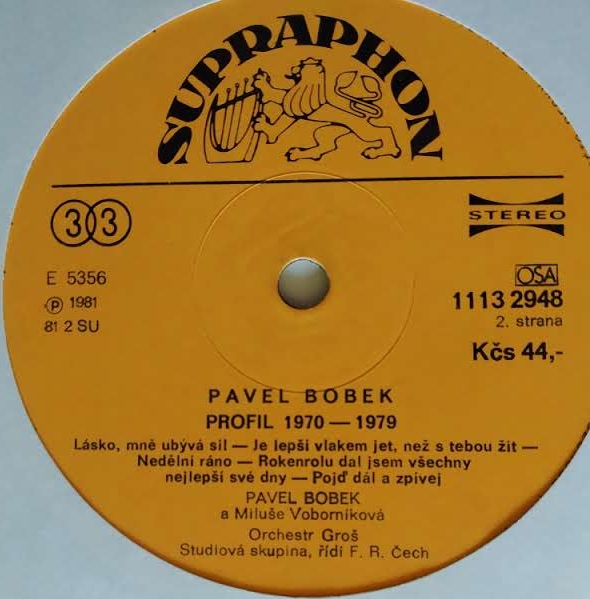 SUPRAPHON
33
STEREO
E 5356
℗ 1981
81 2 SU
OSA
1113 2948
2. strana
Kčs 44,-
PAVEL BOBEK
PROFIL 1970 — 1979
Lásko, mně ubývá sil — Je lepší vlakem jet, než s tebou žít —
Nedělní ráno — Rokenrolu dal jsem všechny
nejlepší své dny — Pojď dál a zpívej
PAVEL BOBEK
a Miluše Voborníková
Orchestr Groš
Studiová skupina, řídí F. R. Čech